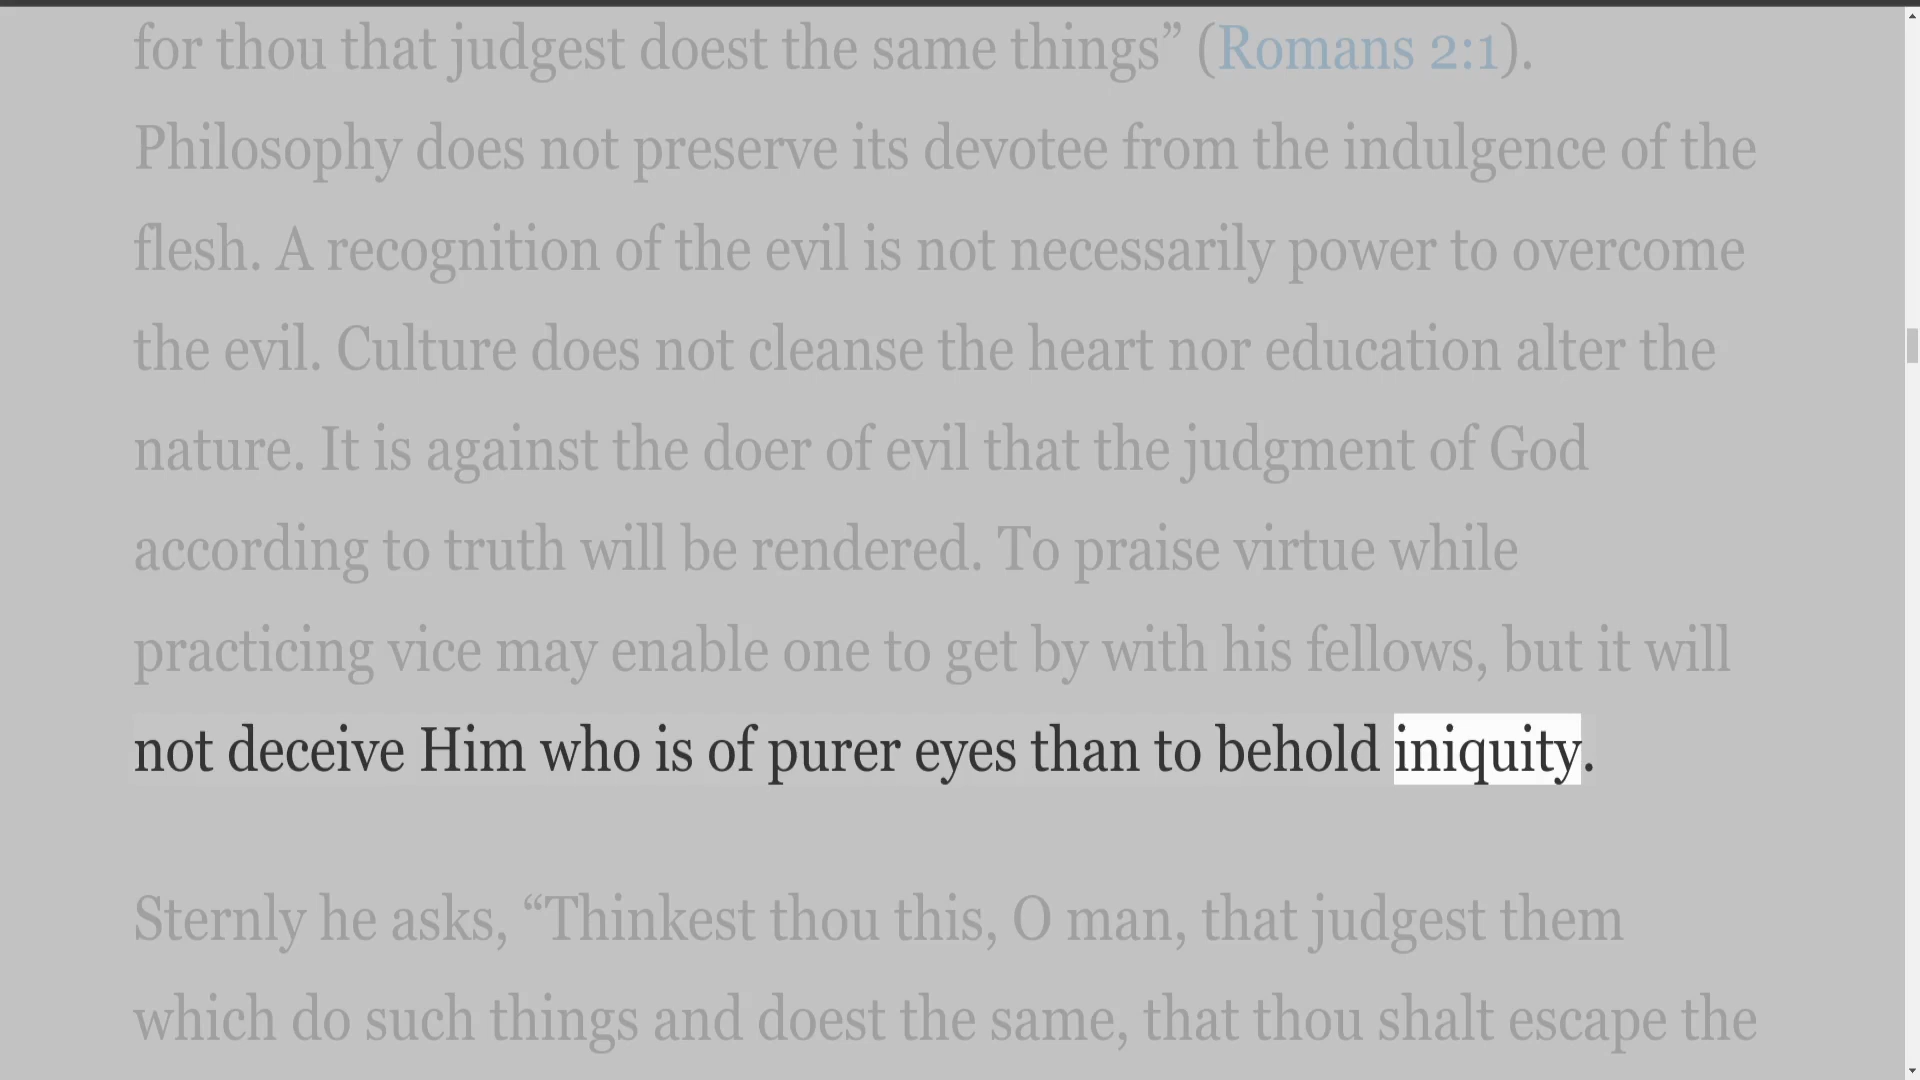 for thou that judgest doest the same things” (Romans 2:1).
Philosophy does not preserve its devotee from the indulgence of the
flesh. A recognition of the evil is not necessarily power to overcome
the evil. Culture does not cleanse the heart nor education alter the
nature. It is against the doer of evil that the judgment of God
according to truth will be rendered. To praise virtue while
practicing vice may enable one to get by with his fellows, but it will
not deceive Him who is of purer eyes than to behold iniquity.
Sternly he asks, “Thinkest thou this, O man, that judgest them
which do such things and doest the same, that thou shalt escape the